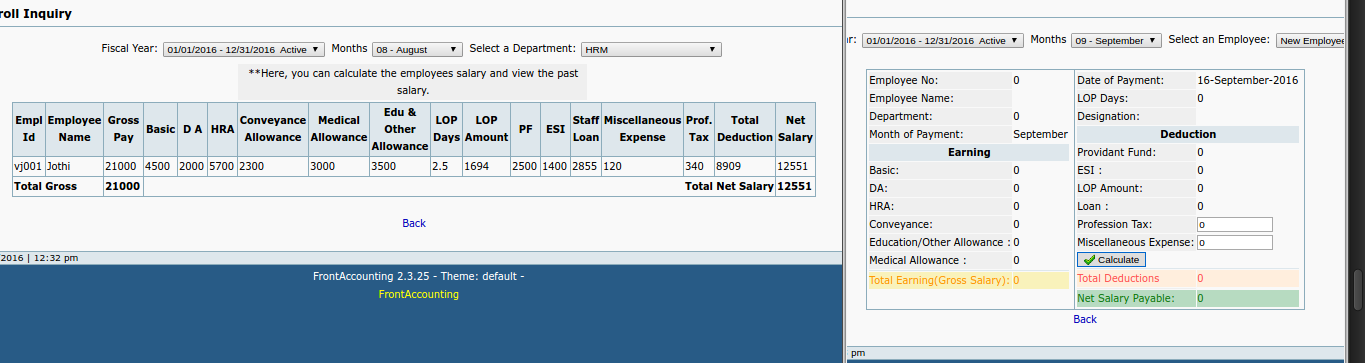 roll Inquiry
Fiscal Year: 01/01/2016 - 12/31/2016 Active Months 08 - August Select a Department: HRM
**Here, you can calculate the employees salary and view the past
salary.
Empl Id Employee Name Gross Pay Basic D A HRA Conveyance Allowance Medical Allowance Edu & Other Allowance LOP Days LOP Amount PF ESI Staff Loan Miscellaneous Expense Prof. Tax Total Deduction Net Salary
vj001 Jothi 21000 4500 2000 5700 2300 3000 3500 2.5 1694 2500 1400 2855 120 340 8909 12551
Total Gross 21000 Total Net Salary 12551
Back
2016 | 12:32 pm
FrontAccounting 2.3.25 - Theme: default -
FrontAccounting
r: 01/01/2016 - 12/31/2016 Active Months 09 - September Select an Employee: New Employee
Employee No: 0 Date of Payment: 16-September-2016
Employee Name: LOP Days: 0
Department: 0 Designation:
Month of Payment: September Deduction
Earning Providant Fund: 0
Basic: 0 ESI : 0
DA: 0 LOP Amount: 0
HRA: 0 Loan : 0
Conveyance: 0 Profession Tax: 0
Education/Other Allowance : 0 Miscellaneous Expense: 0
Medical Allowance : 0 Calculate
Total Earning(Gross Salary): 0 Total Deductions 0
Net Salary Payable: 0
Back
pm